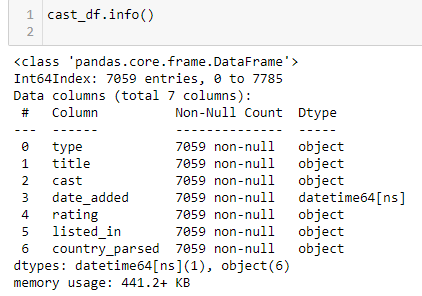 1 cast_df.info()
2
<class 'pandas.core.frame.DataFrame'>
Int64Index: 7059 entries, 0 to 7785
Data columns (total 7 columns):
 #   Column          Non-Null Count  Dtype
---  ------          --------------  -----
 0   type            7059 non-null   object
 1   title           7059 non-null   object
 2   cast            7059 non-null   object
 3   date_added      7059 non-null   datetime64[ns]
 4   rating          7059 non-null   object
 5   listed_in       7059 non-null   object
 6   country_parsed  7059 non-null   object
dtypes: datetime64[ns](1), object(6)
memory usage: 441.2+ KB